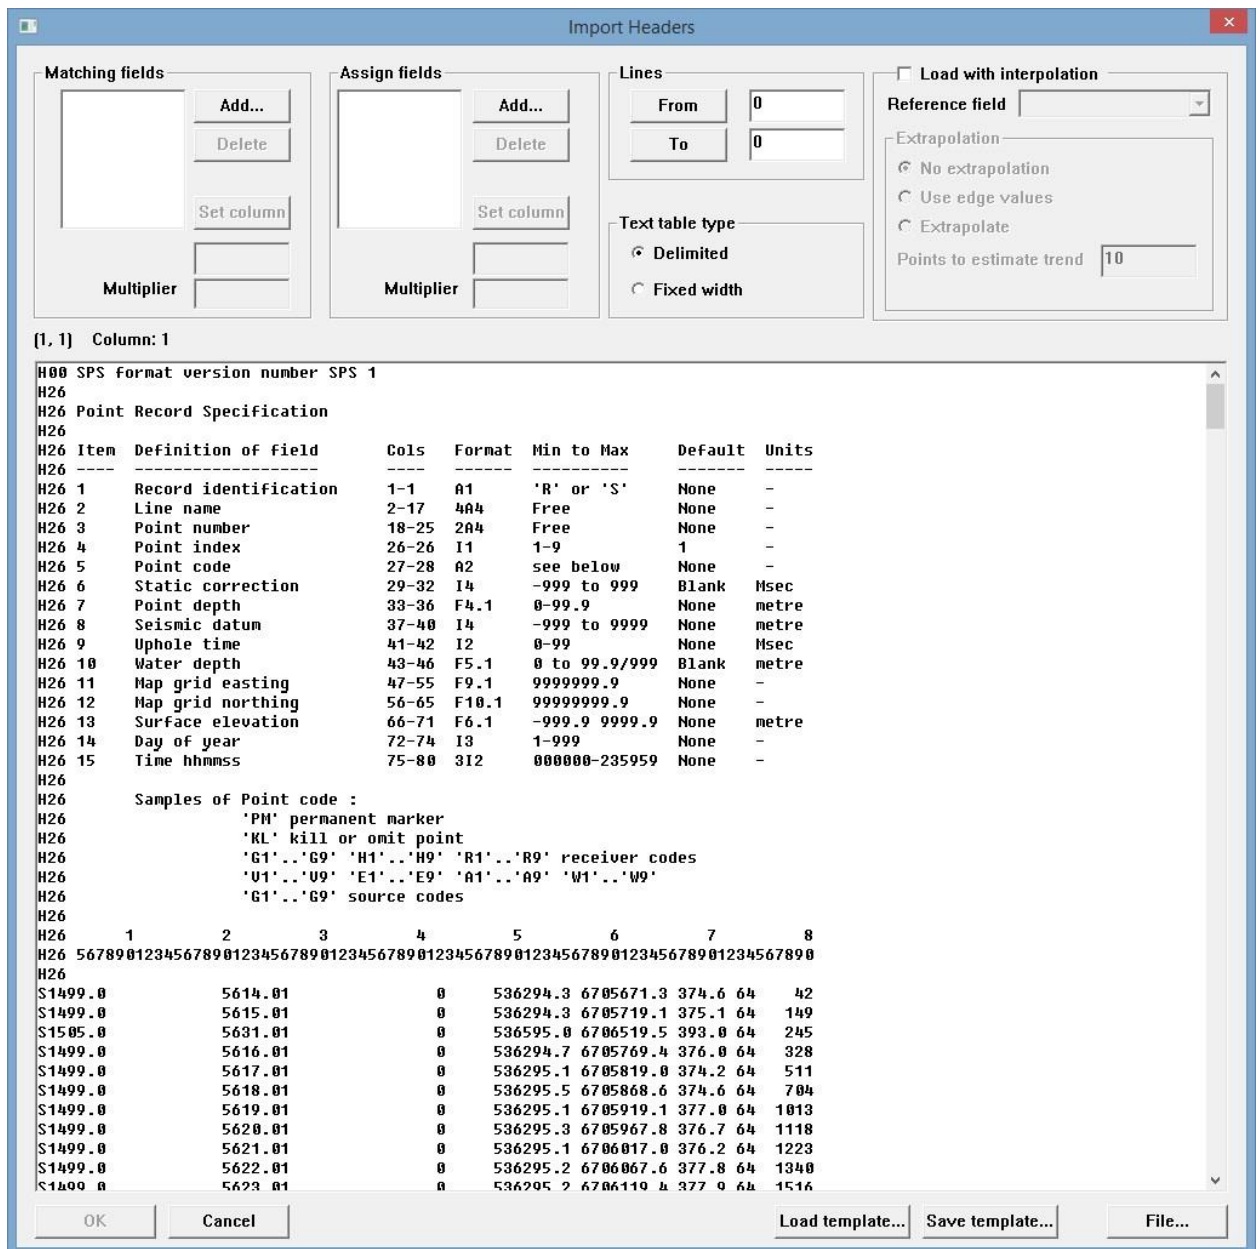 Import Headers
Matching fields
Add...
Delete
Set column
Multiplier
Assign fields
Add...
Delete
Set column
Multiplier
Lines
From 0
To 0
Text table type
Delimited
Fixed width
Load with interpolation
Reference field
Extrapolation
No extrapolation
Use edge values
Extrapolate
Points to estimate trend 10
(1, 1) Column: 1
H00 SPS format version number SPS 1
H26
H26 Point Record Specification
H26
H26 Item Definition of field Cols Format Min to Max Default Units
H26 ---- ------------------- ---- ------ ---------- ------- -----
H26 1 Record identification 1-1 A1 'R' or 'S' None -
H26 2 Line name 2-17 4A4 Free None -
H26 3 Point number 18-25 2A4 Free None -
H26 4 Point index 26-26 I1 1-9 1 -
H26 5 Point code 27-28 A2 see below None -
H26 6 Static correction 29-32 I4 -999 to 999 Blank Msec
H26 7 Point depth 33-36 F4.1 0-99.9 None metre
H26 8 Seismic datum 37-40 I4 -999 to 9999 None metre
H26 9 Uphole time 41-42 I2 0-99 None Msec
H26 10 Water depth 43-46 F5.1 0 to 99.9/999 Blank metre
H26 11 Map grid easting 47-55 F9.1 9999999.9 None -
H26 12 Map grid northing 56-65 F10.1 99999999.9 None -
H26 13 Surface elevation 66-71 F6.1 -999.9 9999.9 None metre
H26 14 Day of year 72-74 I3 1-999 None -
H26 15 Time hhmmss 75-80 3I2 000000-235959 None -
H26
H26 Samples of Point code :
H26 'PM' permanent marker
H26 'KL' kill or omit point
H26 'G1'..'G9' 'H1'..'H9' 'R1'..'R9' receiver codes
H26 'V1'..'V9' 'E1'..'E9' 'A1'..'A9' 'W1'..'W9'
H26 'G1'..'G9' source codes
H26
H26 1 2 3 4 5 6 7 8
H26 5678901234567890123456789012345678901234567890123456789012345678901234567890
H26
S1499.0 5614.01 0 536294.3 6705671.3 374.6 64 42
S1499.0 5615.01 0 536294.3 6705719.1 375.1 64 149
S1505.0 5631.01 0 536595.0 6706519.5 393.0 64 245
S1499.0 5616.01 0 536294.7 6705769.4 376.0 64 328
S1499.0 5617.01 0 536295.1 6705819.0 374.2 64 511
S1499.0 5618.01 0 536295.5 6705868.6 374.6 64 704
S1499.0 5619.01 0 536295.1 6705919.1 377.0 64 1013
S1499.0 5620.01 0 536295.3 6705967.8 376.7 64 1118
S1499.0 5621.01 0 536295.1 6706017.0 376.2 64 1223
S1499.0 5622.01 0 536295.2 6706067.6 377.8 64 1340
S1499.0 5623.01 0 536295.2 6706119.4 377.9 64 1516
OK
Cancel
Load template...
Save template...
File...